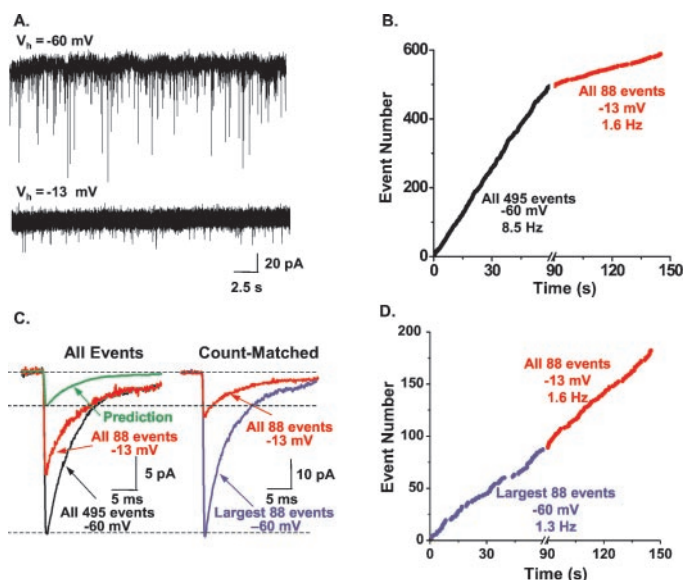 A.
V_h = -60 mV
V_h = -13 mV
20 pA
2.5 s
B.
Event Number
600
400
200
0
All 88 events
-13 mV
1.6 Hz
All 495 events
-60 mV
8.5 Hz
0 30 60 90 120 150
Time (s)
C.
All Events
Count-Matched
Prediction
All 88 events
-13 mV
5 pA
5 ms
All 495 events
-60 mV
All 88 events
-13 mV
10 pA
5 ms
Largest 88 events
–60 mV
D.
Event Number
200
150
100
50
0
All 88 events
-13 mV
1.6 Hz
Largest 88 events
-60 mV
1.3 Hz
0 30 60 90 120 150
Time (s)